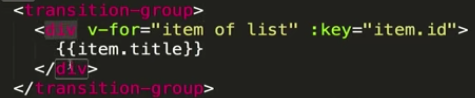 <transition-group>
<div v-for="item of list" :key="item.id">
{{item.title}}
</div>
</transition-group>